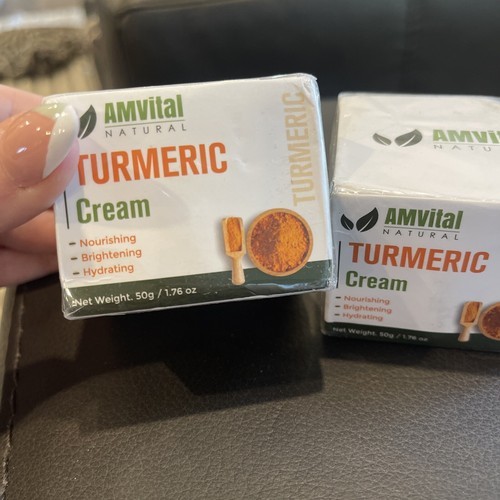 AMVital
NATURAL
TURMERIC
Cream
- Nourishing
- Brightening
- Hydrating
Net Weight. 50g / 1.76 oz
TURMERIC
AMVital
NATURAL
TURMERIC
Cream
- Nourishing
- Brightening
- Hydrating
Net Weight. 50g / 1.76 oz